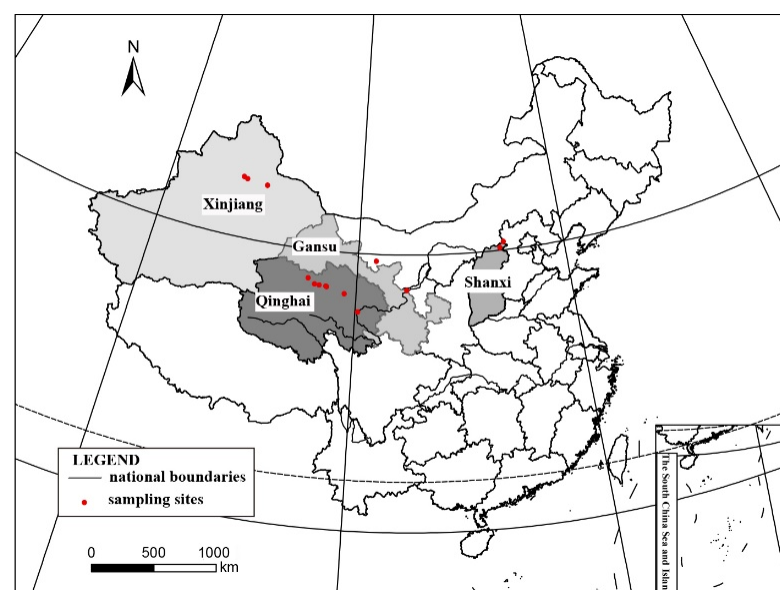 N
Xinjiang
Gansu
Shanxi
Qinghai
LEGEND
national boundaries
sampling sites
0 500 1000
km
The South China Sea and Islan